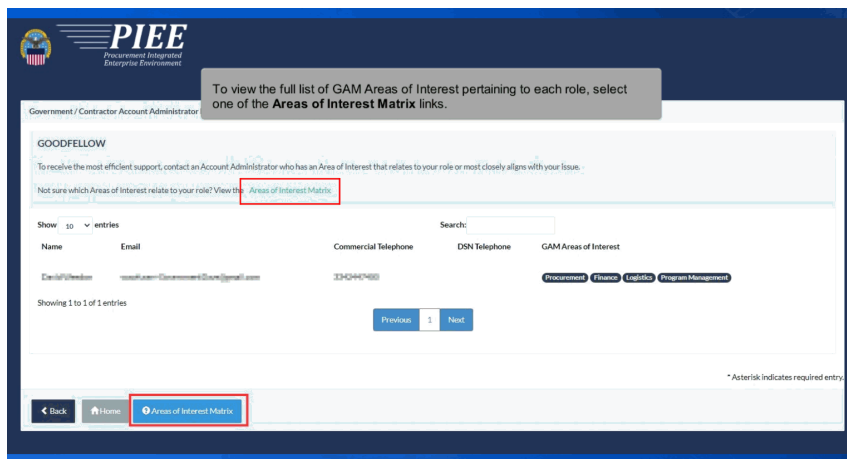 PIEE
Procurement Integrated
Enterprise Environment
To view the full list of GAM Areas of Interest pertaining to each role, select
one of the Areas of Interest Matrix links.
Government / Contractor Account Administrator
GOODFELLOW
To receive the most efficient support, contact an Account Administrator who has an Area of Interest that relates to your role or most closely aligns with your issue.
Not sure which Areas of Interest relate to your role? View the Areas of Interest Matrix
Show 10 entries Search:
Name Email Commercial Telephone DSN Telephone GAM Areas of Interest
Procurement Finance Logistics Program Management
Showing 1 to 1 of 1 entries
Previous 1 Next
* Asterisk indicates required entry.
Back Home Areas of Interest Matrix